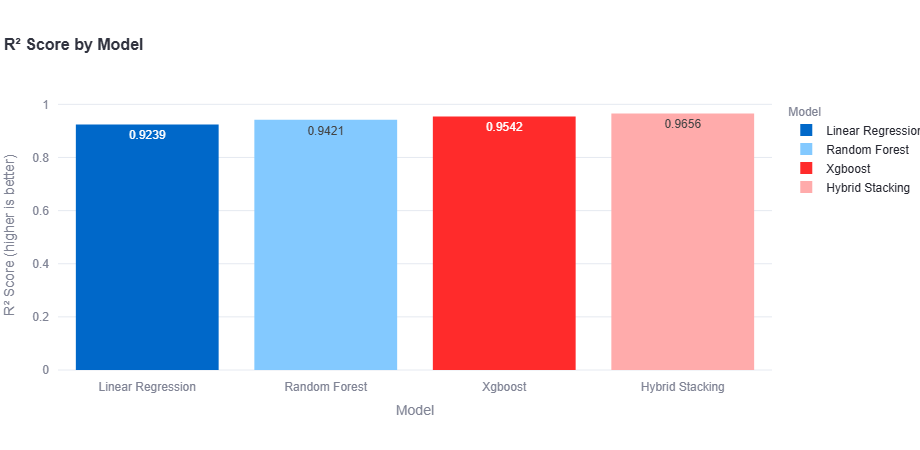 R² Score by Model
R² Score (higher is better)
1
0.8
0.6
0.4
0.2
0
0.9239
0.9421
0.9542
0.9656
Linear Regression
Random Forest
Xgboost
Hybrid Stacking
Model
Model
Linear Regression
Random Forest
Xgboost
Hybrid Stacking